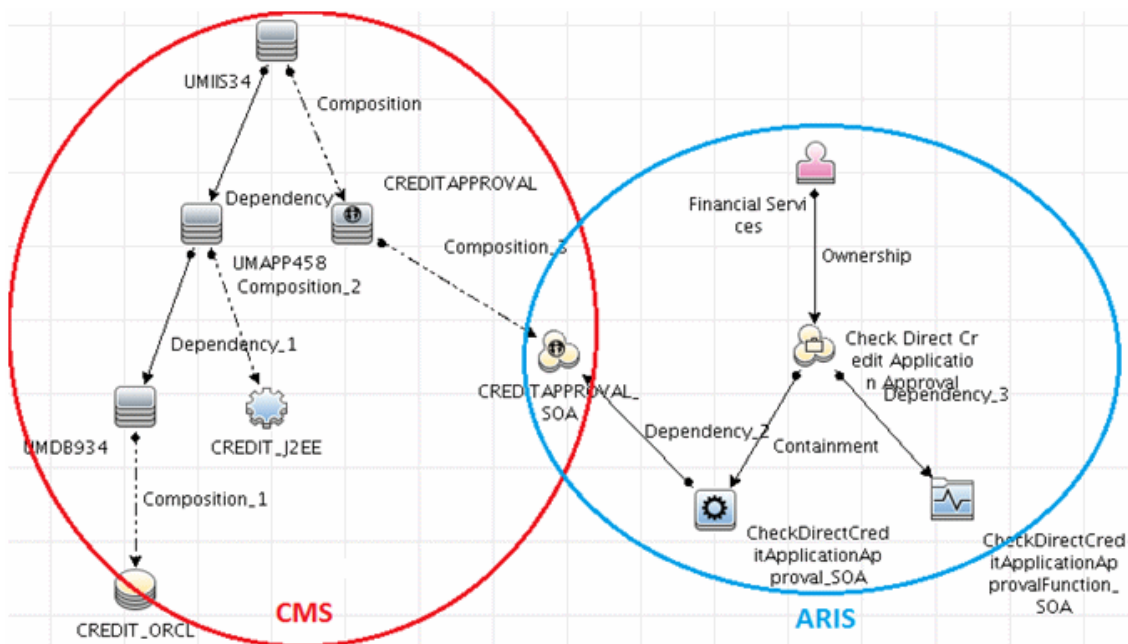 UMIIS34
Composition
CREDITAPPROVAL
Dependency
Financial Servi
ces
Composition_3
UMAPP458
Composition_2
Ownership
Dependency_1
Check Direct Cr
edit Applicatio
n Approval
CREDITAPPROVAL_
SOA
Dependency_3
UMDB934
CREDIT_J2EE
Dependency_2
Containment
Composition_1
CheckDirectCred
itApplicationAp
proval_SOA
CheckDirectCred
itApplicationAp
provalFunction_
SOA
CREDIT_ORCL
CMS
ARIS